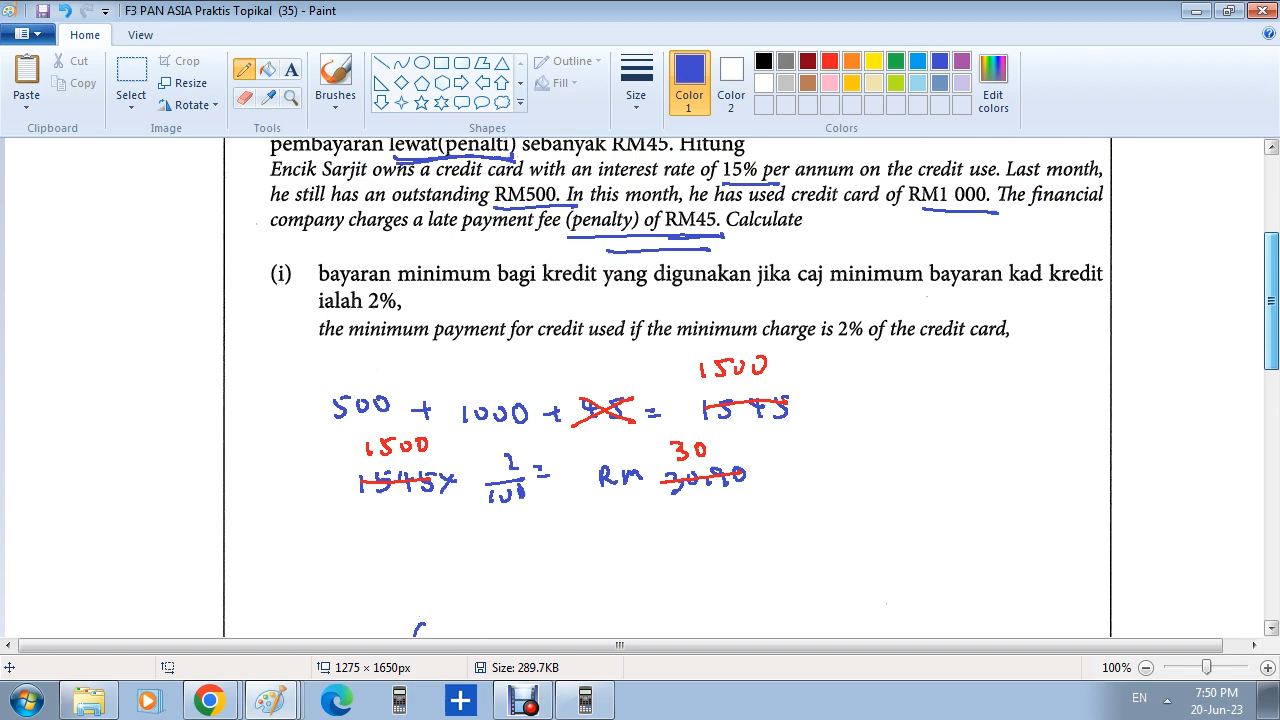 F3 PAN ASIA Praktis Topikal (35) - Paint
Home View
Paste
Cut
Copy
Clipboard
Select
Crop
Resize
Rotate
Image
A
Tools
Brushes
Shapes
Outline
Fill
Size
Color 1
Color 2
Edit colors
Colors
pembayaran lewat(penalti) sebanyak RM45. Hitung
Encik Sarjit owns a credit card with an interest rate of 15% per annum on the credit use. Last month,
he still has an outstanding RM500. In this month, he has used credit card of RM1 000. The financial
company charges a late payment fee (penalty) of RM45. Calculate
(i) bayaran minimum bagi kredit yang digunakan jika caj minimum bayaran kad kredit
ialah 2%,
the minimum payment for credit used if the minimum charge is 2% of the credit card,
1500
500 + 1000 + 45 = 1545
1500 30
1545 x 2/100 = RM 30.90
1275 × 1650px
Size: 289.7KB
100%
EN
7:50 PM
20-Jun-23